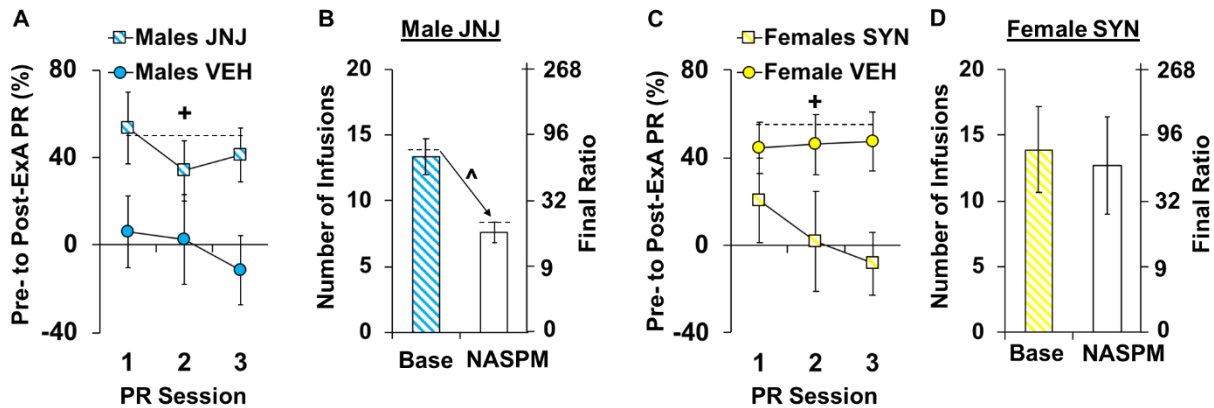 A
Males JNJ
Males VEH
Pre- to Post-ExA PR (%)
80
40
0
-40
+
1 2 3
PR Session
B
Male JNJ
Number of Infusions
20
15
10
5
0
^
Base NASPM
268
96
32
9
0
Final Ratio
C
Females SYN
Female VEH
Pre- to Post-ExA PR (%)
80
40
0
-40
+
1 2 3
PR Session
D
Female SYN
Number of Infusions
20
15
10
5
0
Base NASPM
268
96
32
9
0
Final Ratio